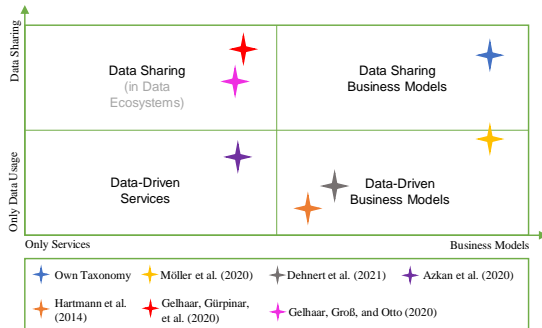 Data Sharing
Data Sharing
(in Data
Ecosystems)
Data Sharing
Business Models
Only Data Usage
Data-Driven
Services
Data-Driven
Business Models
Only Services
Business Models
Own Taxonomy
Möller et al. (2020)
Dehnert et al. (2021)
Azkan et al. (2020)
Hartmann et al.
(2014)
Gelhaar, Gürpinar,
et al. (2020)
Gelhaar, Groß, and Otto (2020)